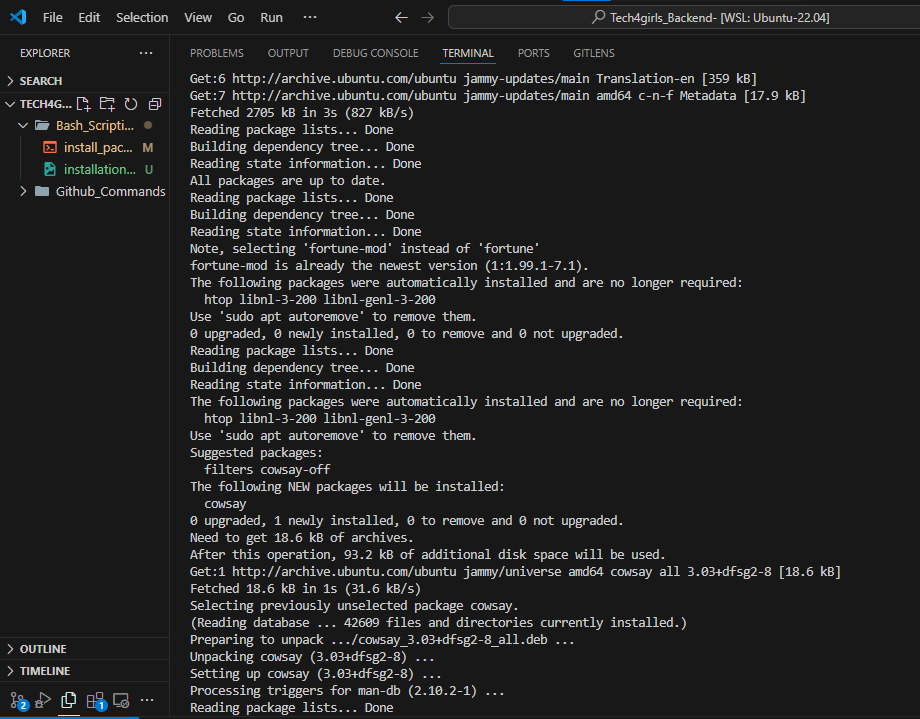 File Edit Selection View Go Run ··· Tech4girls_Backend- [WSL: Ubuntu-22.04]
EXPLORER ···
SEARCH
TECH4G...
Bash_Scripti...
install_pac... M
installation... U
Github_Commands
OUTLINE
TIMELINE
2 1 ···
PROBLEMS OUTPUT DEBUG CONSOLE TERMINAL PORTS GITLENS
Get:6 http://archive.ubuntu.com/ubuntu jammy-updates/main Translation-en [359 kB]
Get:7 http://archive.ubuntu.com/ubuntu jammy-updates/main amd64 c-n-f Metadata [17.9 kB]
Fetched 2705 kB in 3s (827 kB/s)
Reading package lists... Done
Building dependency tree... Done
Reading state information... Done
All packages are up to date.
Reading package lists... Done
Building dependency tree... Done
Reading state information... Done
Note, selecting 'fortune-mod' instead of 'fortune'
fortune-mod is already the newest version (1:1.99.1-7.1).
The following packages were automatically installed and are no longer required:
htop libnl-3-200 libnl-genl-3-200
Use 'sudo apt autoremove' to remove them.
0 upgraded, 0 newly installed, 0 to remove and 0 not upgraded.
Reading package lists... Done
Building dependency tree... Done
Reading state information... Done
The following packages were automatically installed and are no longer required:
htop libnl-3-200 libnl-genl-3-200
Use 'sudo apt autoremove' to remove them.
Suggested packages:
filters cowsay-off
The following NEW packages will be installed:
cowsay
0 upgraded, 1 newly installed, 0 to remove and 0 not upgraded.
Need to get 18.6 kB of archives.
After this operation, 93.2 kB of additional disk space will be used.
Get:1 http://archive.ubuntu.com/ubuntu jammy/universe amd64 cowsay all 3.03+dfsg2-8 [18.6 kB]
Fetched 18.6 kB in 1s (31.6 kB/s)
Selecting previously unselected package cowsay.
(Reading database ... 42609 files and directories currently installed.)
Preparing to unpack .../cowsay_3.03+dfsg2-8_all.deb ...
Unpacking cowsay (3.03+dfsg2-8) ...
Setting up cowsay (3.03+dfsg2-8) ...
Processing triggers for man-db (2.10.2-1) ...
Reading package lists... Done